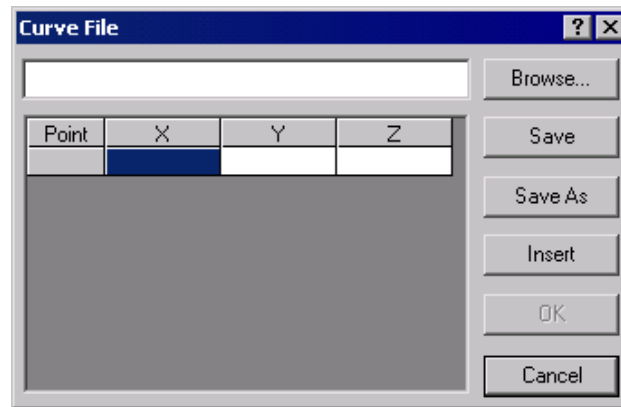 Curve File
Browse...
Point X Y Z
Save
Save As
Insert
OK
Cancel